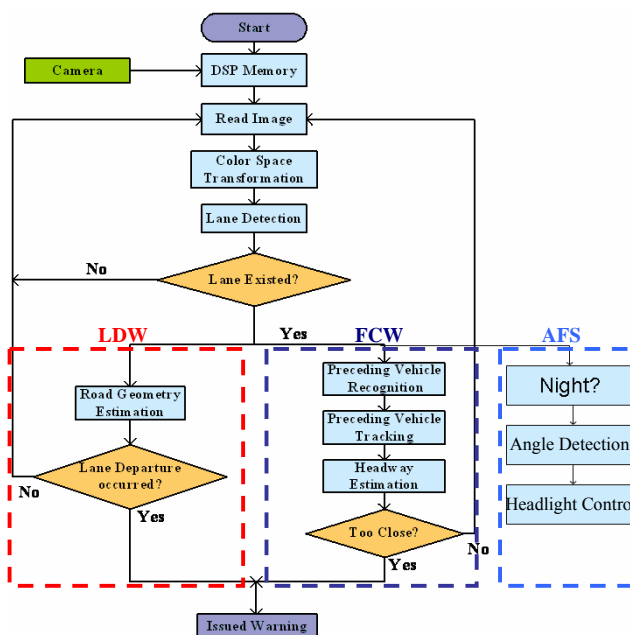 Start
Camera
DSP Memory
Read Image
Color Space
Transformation
Lane Detection
No
Lane Existed?
LDW
Yes
FCW
AFS
Road Geometry
Estimation
Lane Departure
occurred?
No
Yes
Preceding Vehicle
Recognition
Preceding Vehicle
Tracking
Headway
Estimation
Too Close?
No
Yes
Night?
Angle Detection
Headlight Control
Issued Warning